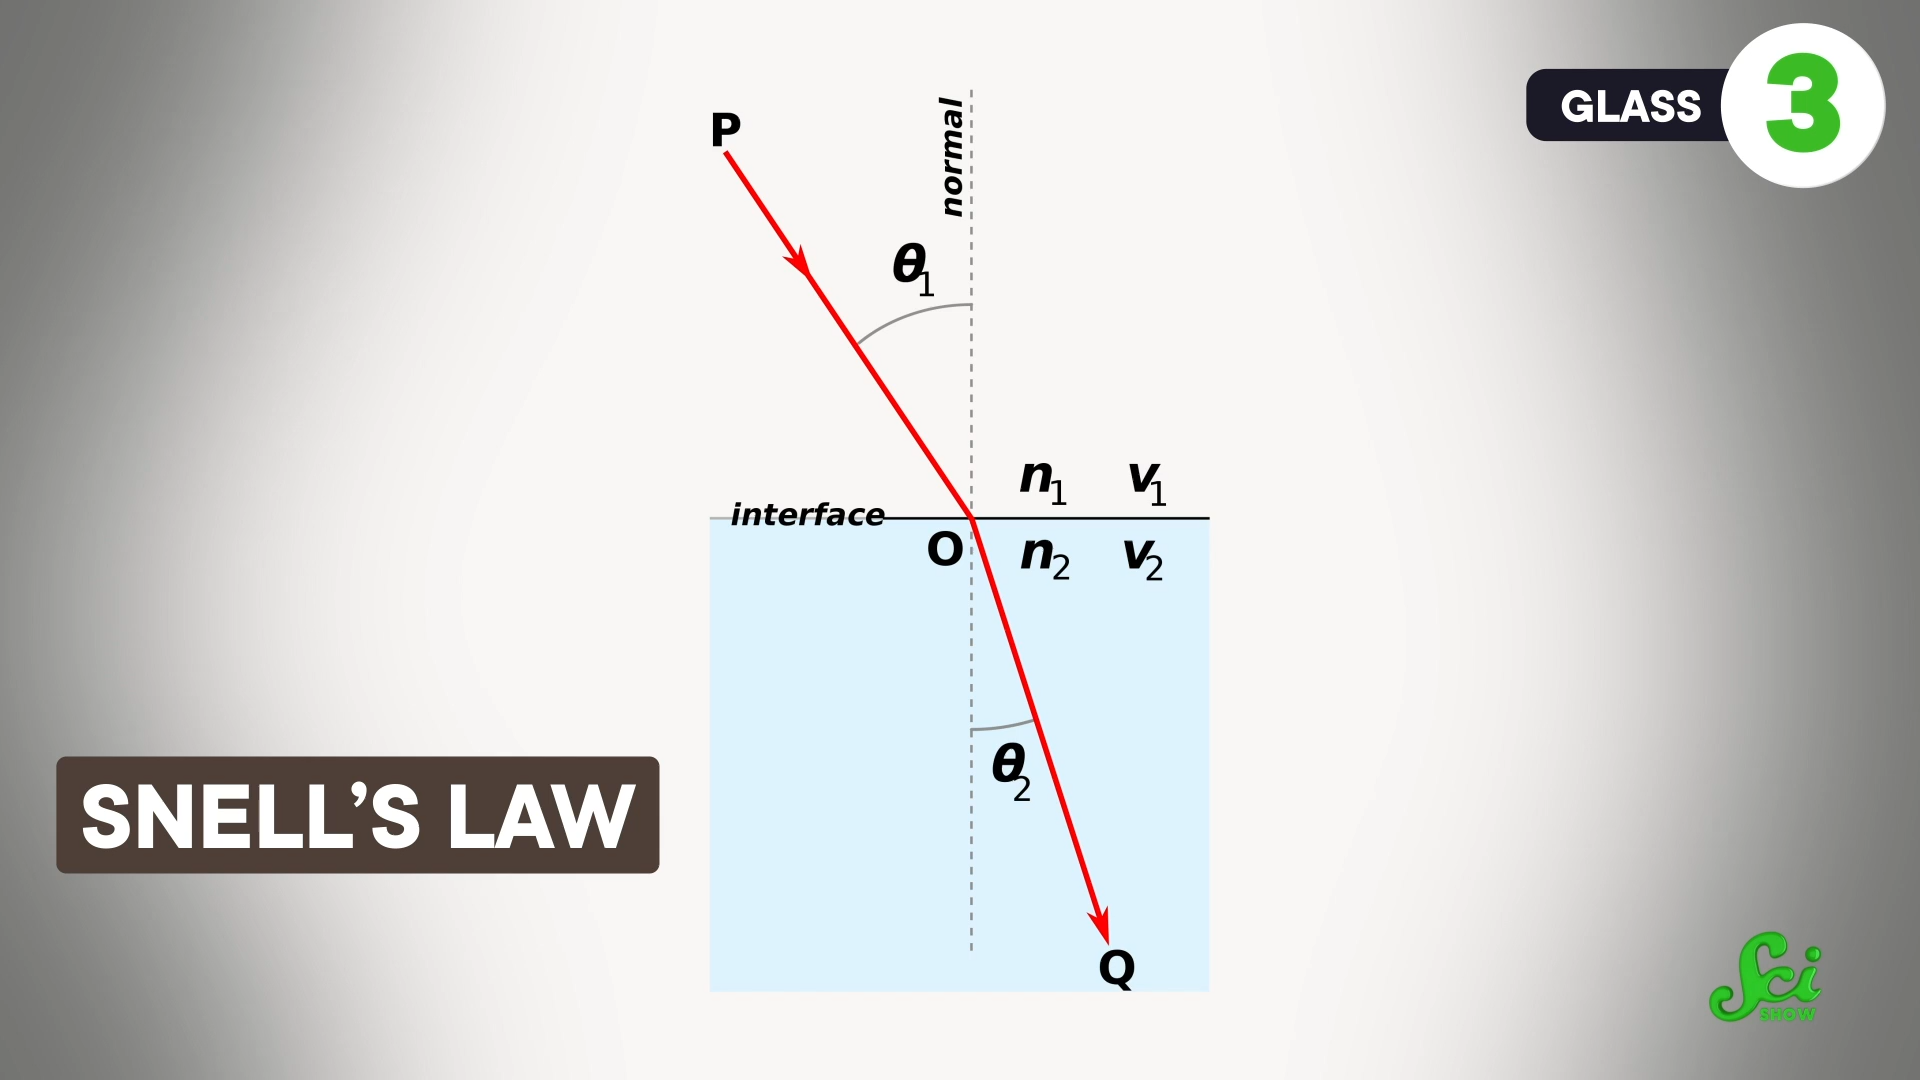 GLASS 3
P
normal
θ1
n1 v1
interface
O
n2 v2
θ2
SNELL’S LAW
Q
Sci
SHOW